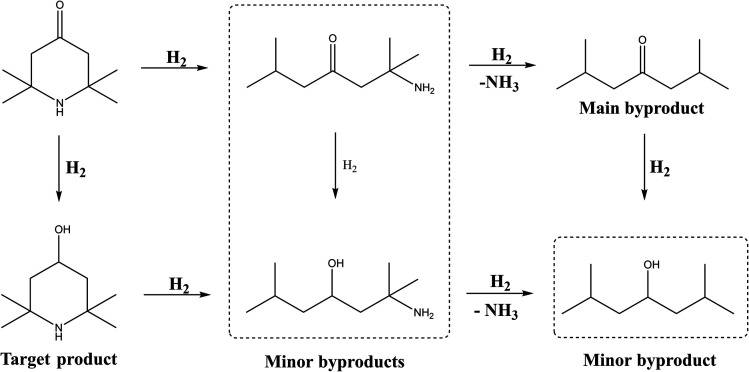 O
H₂
O
NH₂
H₂
-NH₃
O
Main byproduct
N
H
H₂
H₂
H₂
OH
N
H
Target product
H₂
OH
NH₂
Minor byproducts
H₂
- NH₃
OH
Minor byproduct